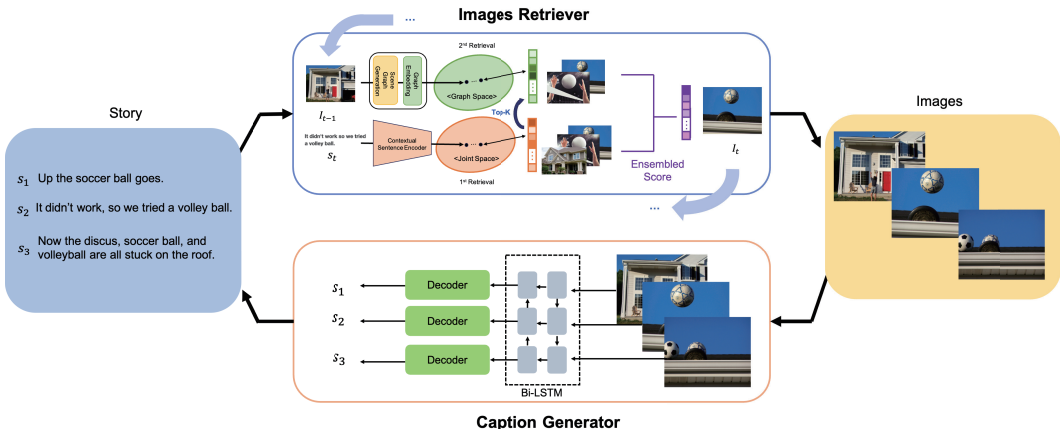 Images Retriever
...
2nd Retrieval
Scene Graph Generation
Graph Embedding
...
<Graph Space>
...
I_{t-1}
Top-K
It didn't work so we tried
a volley ball.
S_t
Contextual
Sentence Encoder
...
<Joint Space>
...
1st Retrieval
Ensembled
Score
...
I_t
...
Story
S_1 Up the soccer ball goes.
S_2 It didn't work, so we tried a volley ball.
S_3 Now the discus, soccer ball, and
volleyball are all stuck on the roof.
Images
S_1
Decoder
S_2
Decoder
S_3
Decoder
Bi-LSTM
Caption Generator